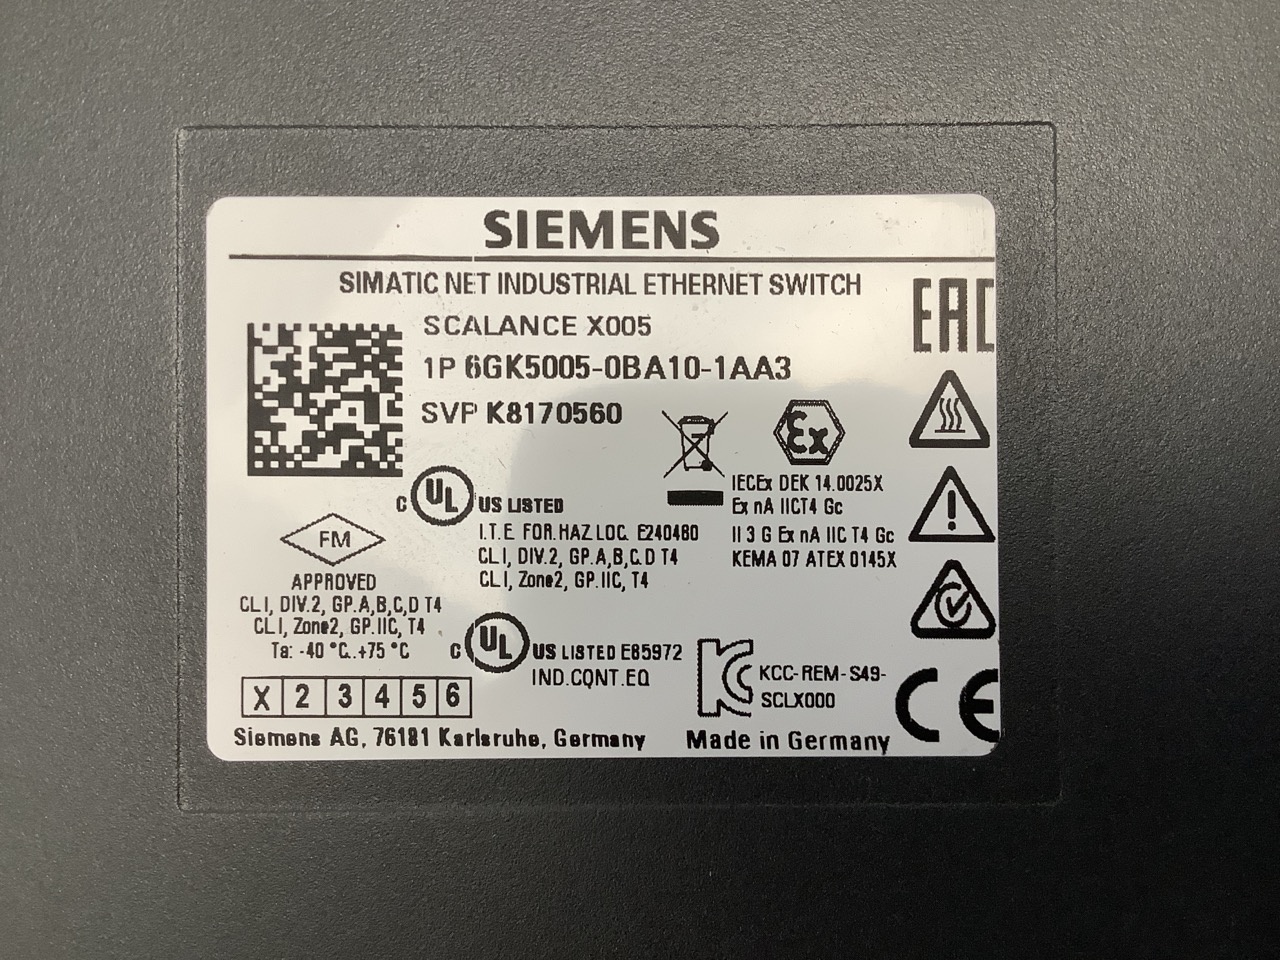 SIEMENS
SIMATIC NET INDUSTRIAL ETHERNET SWITCH
EAC
SCALANCE X005
1P 6GK5005-0BA10-1AA3
SVP K8170560
Ex
IECEx DEK 14.0025X
Ex nA IICT4 Gc
II 3 G Ex nA IIC T4 Gc
KEMA 07 ATEX 0145X
C UL US LISTED
I.T.E. FOR HAZ LOC. E240480
CL.I, DIV.2, GP.A,B,C,D T4
CL.I, Zone2, GP.IIC, T4
FM
APPROVED
CL.I, DIV.2, GP.A,B,C,D T4
CL.I, Zone2, GP.IIC, T4
Ta: -40 °C..+75 °C
C UL US LISTED E85972
IND.CONT.EQ
KC KCC-REM-S49-
SCLX000
CE
X 2 3 4 5 6
Siemens AG, 76181 Karlsruhe, Germany
Made in Germany